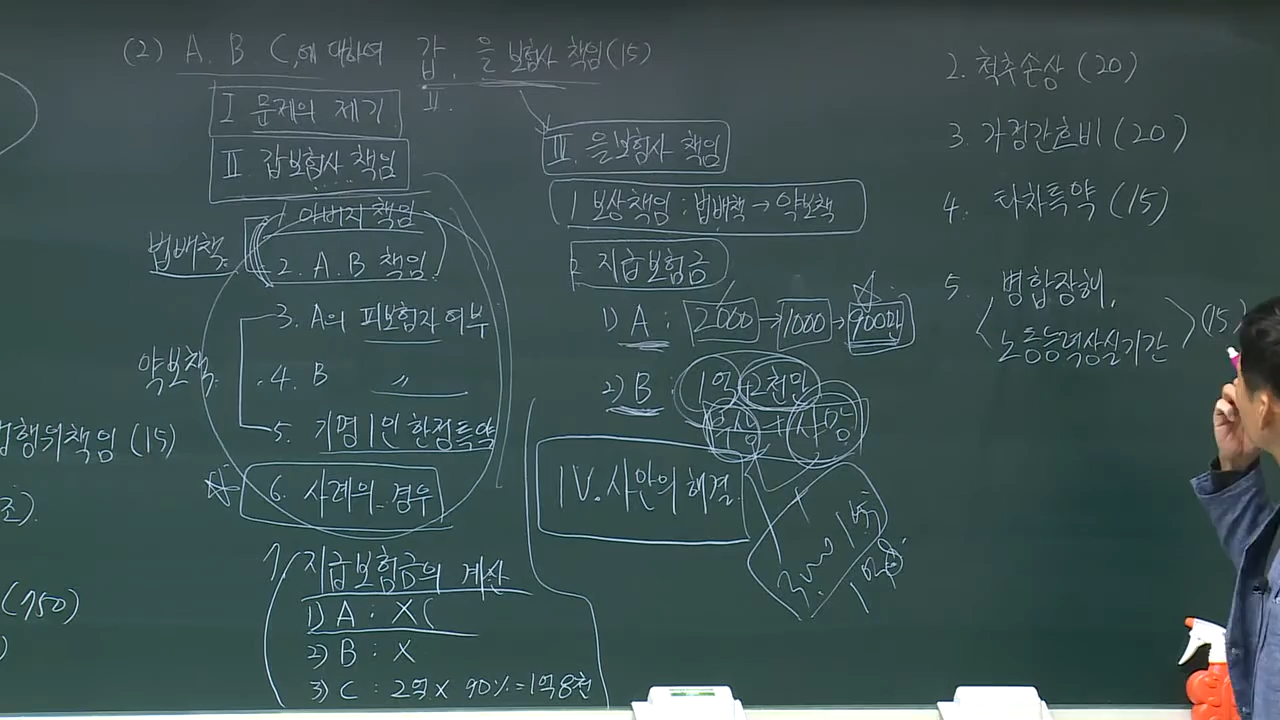 (2) A. B C,에 대하여 갑, 을 보험사 책임 (15)
Ⅱ.
Ⅰ 문제의 제기
Ⅱ 갑보험사 책임
법배책
1 아버지 책임
2. A. B 책임
약보책
3. A의 피보험자 여부
4. B 〃
5. 기명 1인 한정특약
6. 사례의 경우
7/ 지급보험금의 계산
1) A : X
2) B : X
3) C : 2억 X 90% = 1억 8천
Ⅲ. 을보험사 책임
1 보상책임 : 법배책 → 약보책
2. 지급보험금
1) A : 2000 → 1000 → 900만
2) B : 1억 + 2천만
부상 + 사망
Ⅳ. 사안의 해결
2. 척추손상 (20)
3. 가정간호비 (20)
4. 타차특약 (15)
5. 병합장해,
노동능력상실기간 (15)
행위책임 (15)
조).
(750)
)